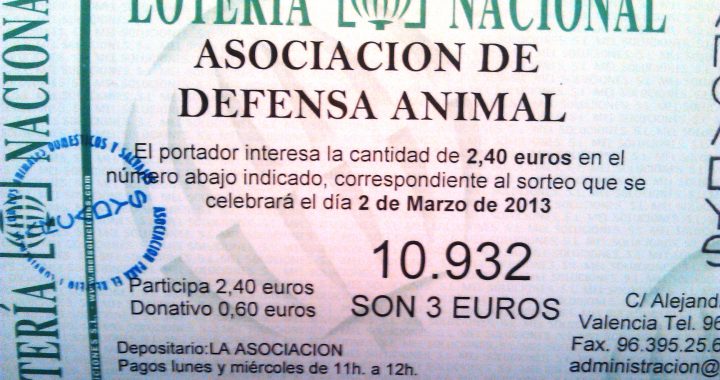 LOTERÍA NACIONAL
ASOCIACION DE
DEFENSA ANIMAL
El portador interesa la cantidad de 2,40 euros en el
número abajo indicado, correspondiente al sorteo que se
celebrará el día 2 de Marzo de 2013
10.932
Participa 2,40 euros
Donativo 0,60 euros
SON 3 EUROS
Depositario:LA ASOCIACION
Pagos lunes y miércoles de 11h. a 12h.
C/ Alejand
Valencia Tel. 96
Fax. 96.395.25.6
administracion@
LOTERÍA NACIONAL